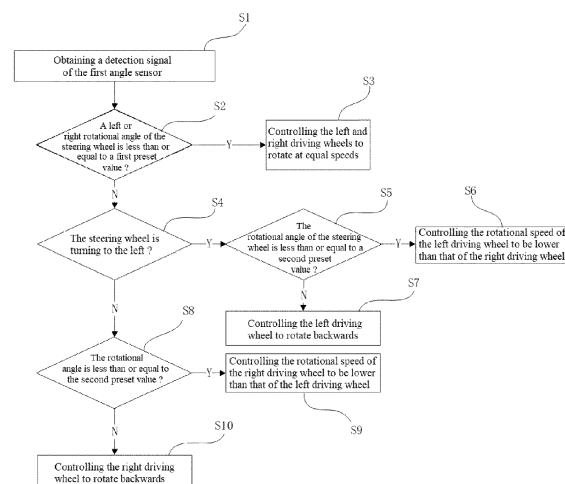 S1
Obtaining a detection signal
of the first angle sensor
S2
A left or
right rotational angle of the
steering wheel is less than or
equal to a first preset
value ?
Y
S3
Controlling the left and
right driving wheels to
rotate at equal speeds
N
S4
The steering wheel is
turning to the left ?
Y
S5
The
rotational angle of the steering
wheel is less than or equal to a
second preset
value ?
Y
S6
Controlling the rotational speed of
the left driving wheel to be lower
than that of the right driving wheel
N
S7
Controlling the left driving
wheel to rotate backwards
N
S8
The rotational
angle is less than or equal to
the second preset value ?
Y
Controlling the rotational speed of
the right driving wheel to be lower
than that of the left driving wheel
S9
N
S10
Controlling the right driving
wheel to rotate backwards